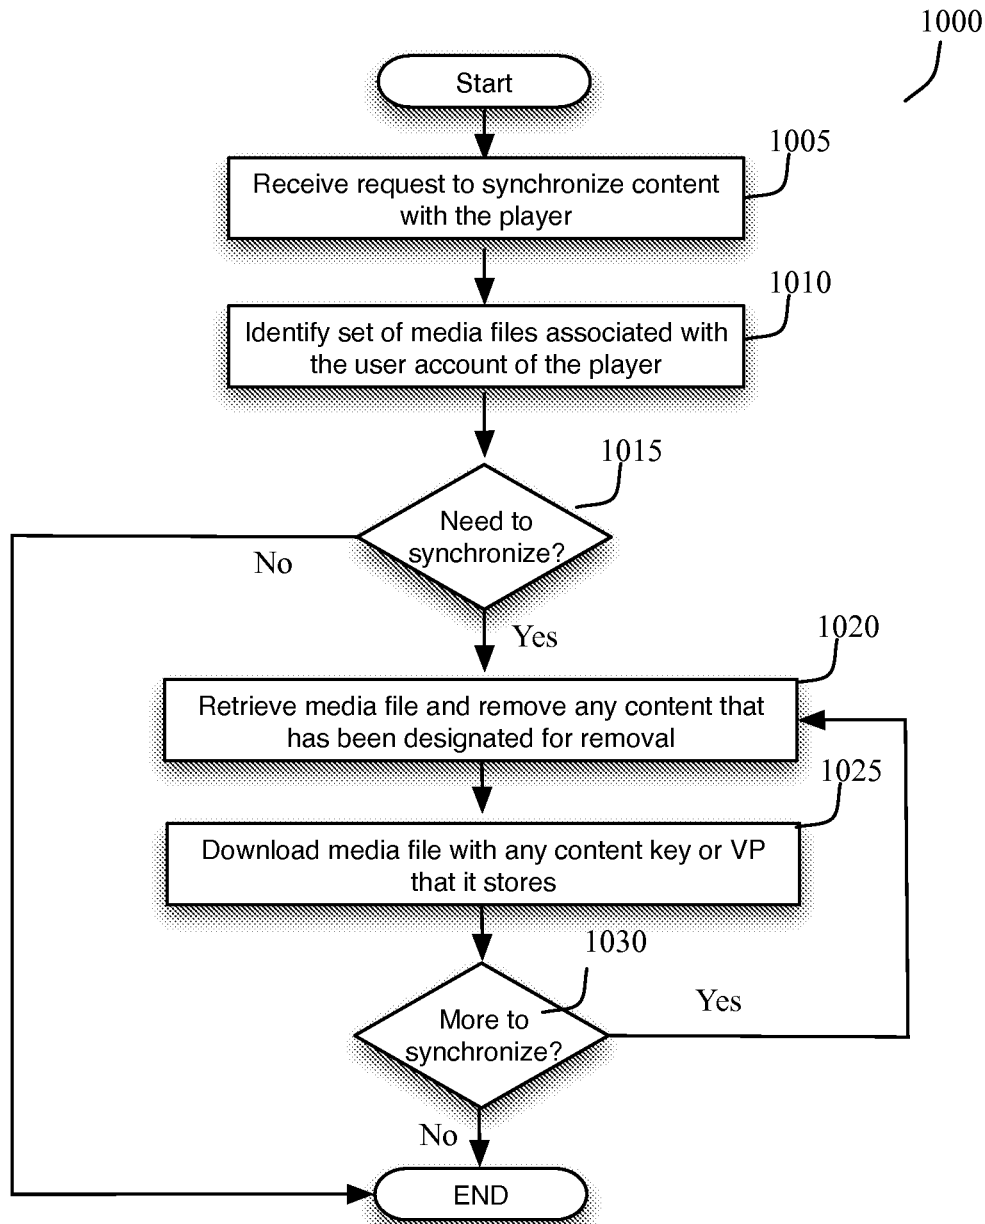 1000
Start
1005
Receive request to synchronize content
with the player
1010
Identify set of media files associated with
the user account of the player
1015
Need to
synchronize?
No
Yes
1020
Retrieve media file and remove any content that
has been designated for removal
1025
Download media file with any content key or VP
that it stores
1030
More to
synchronize?
Yes
No
END